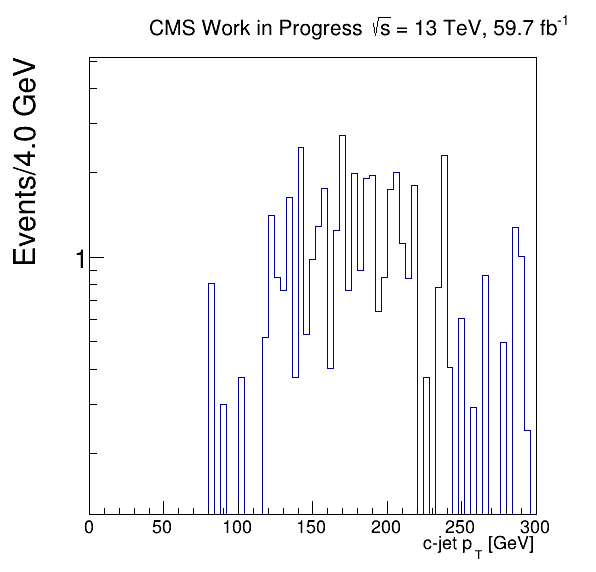 CMS Work in Progress √s = 13 TeV, 59.7 fb⁻¹
Events/4.0 GeV
1
0 50 100 150 200 250 300
c-jet p_T [GeV]